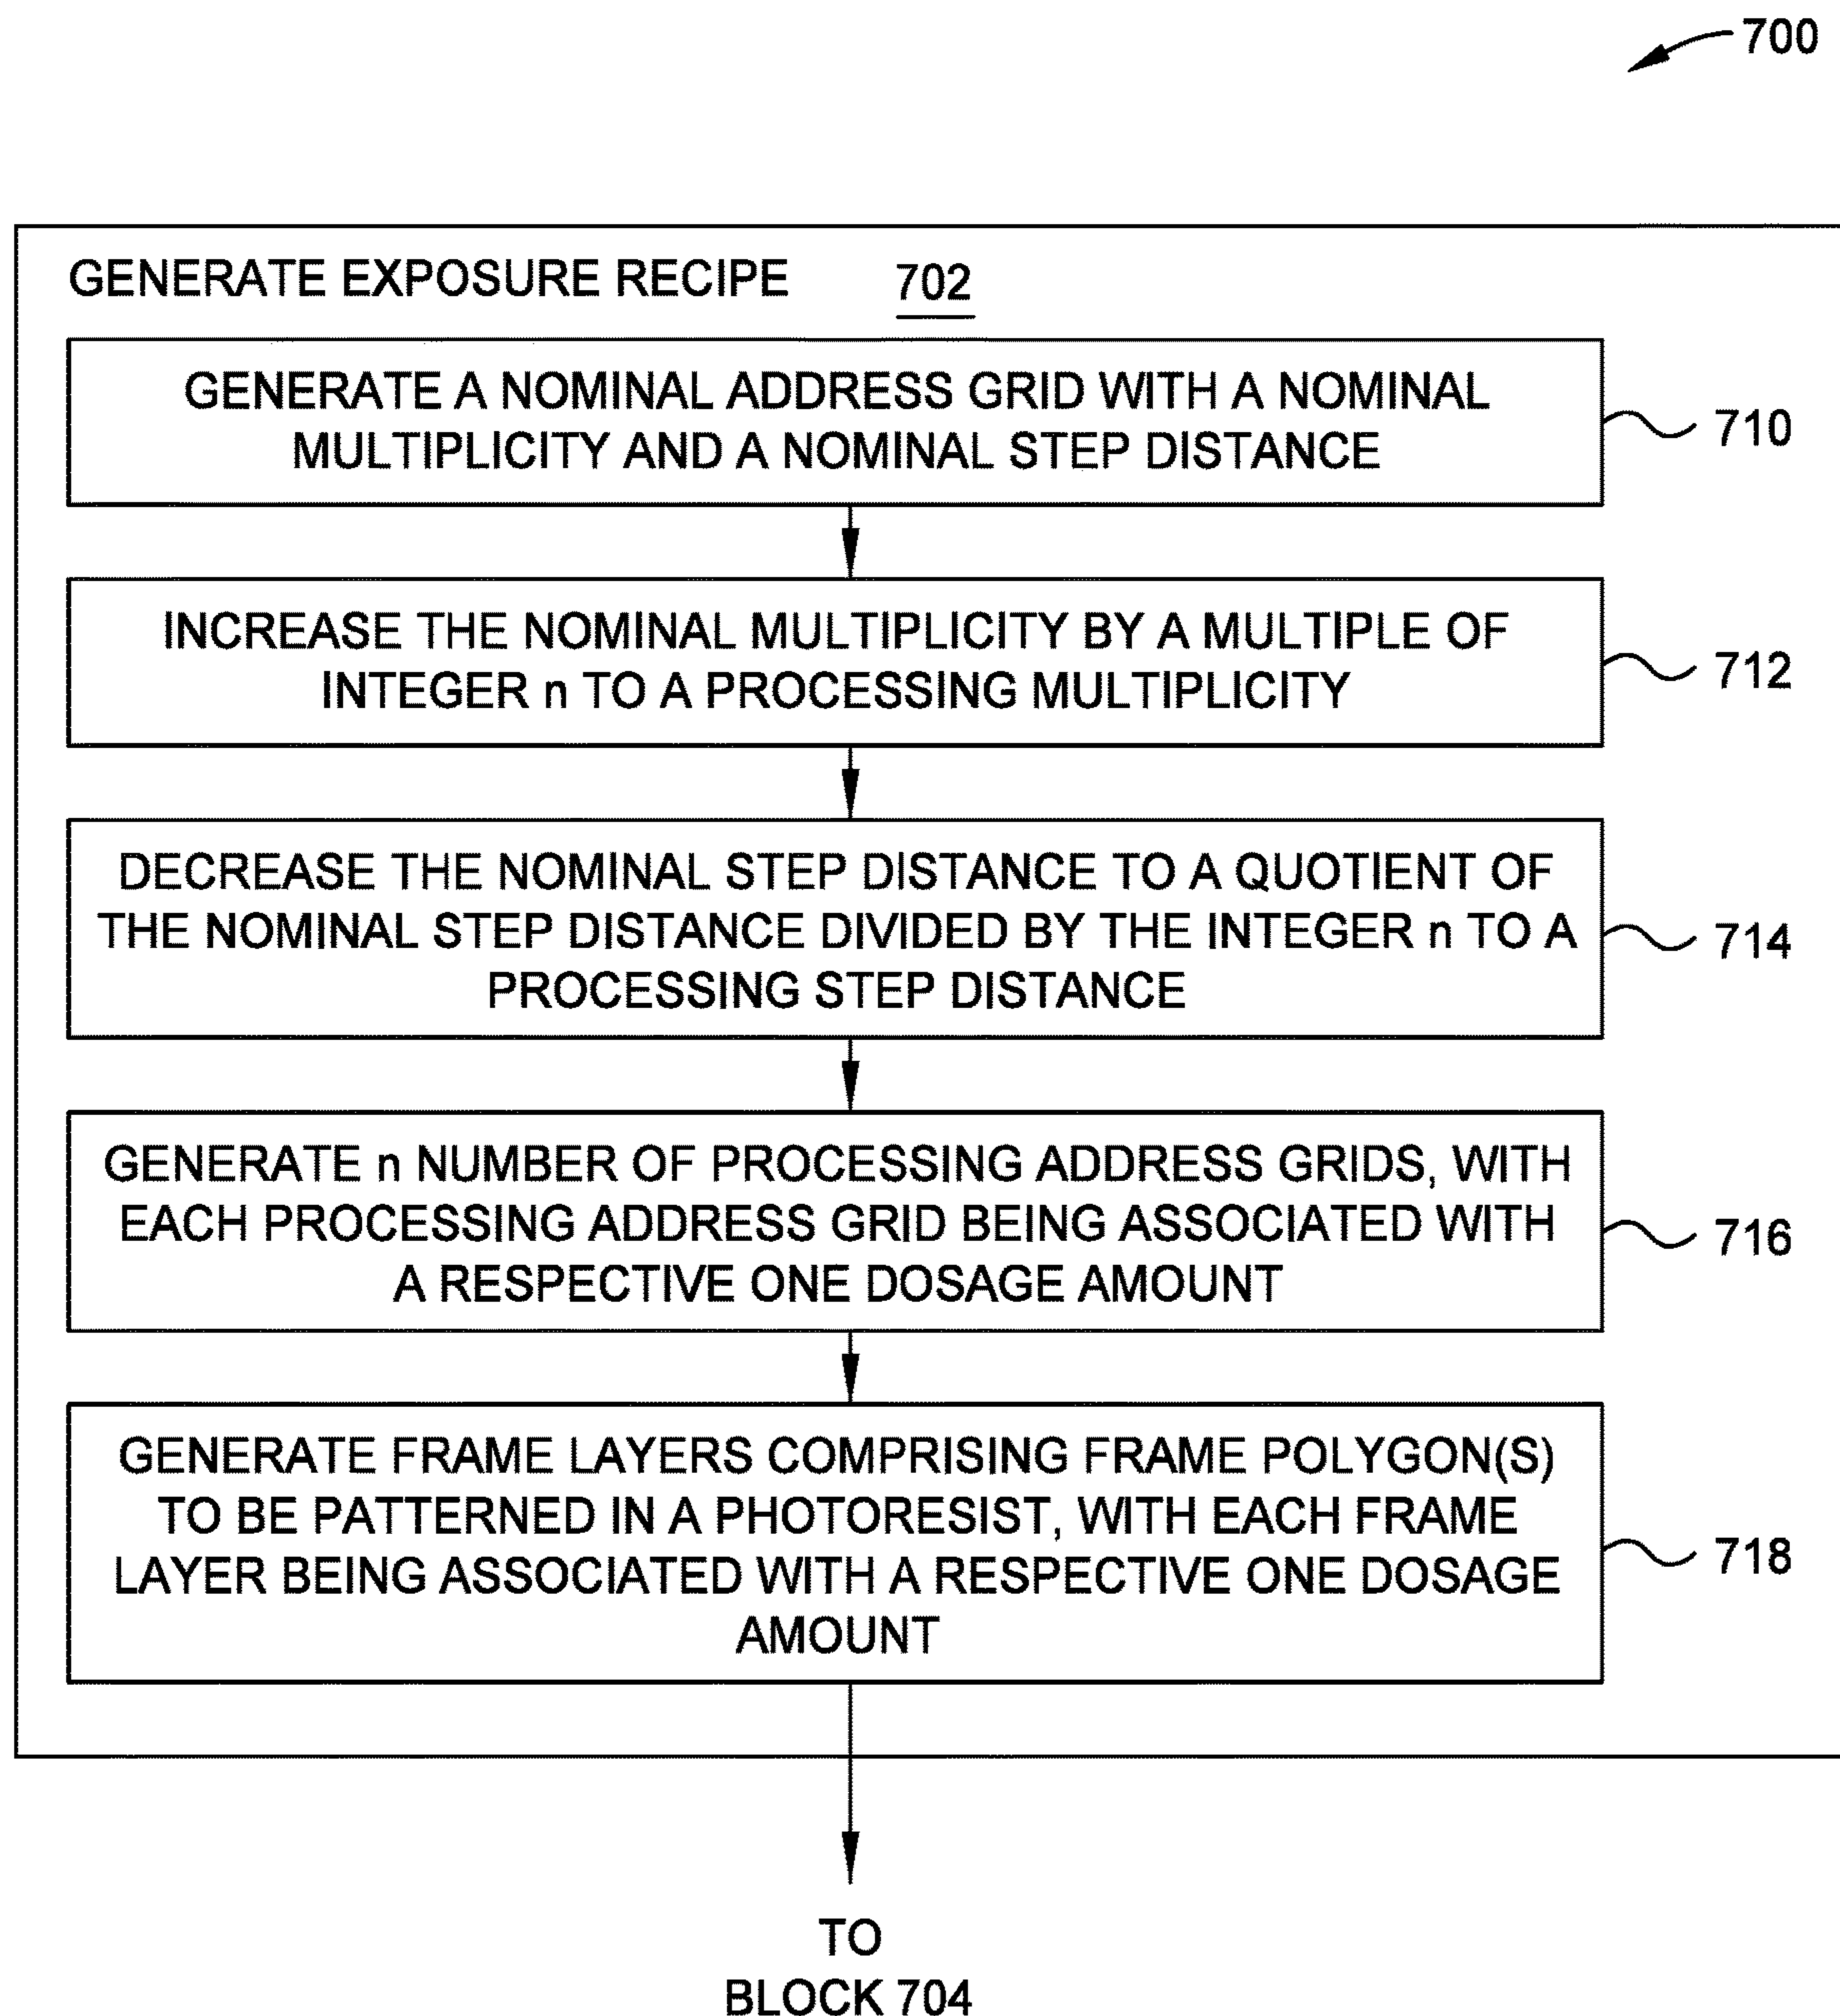 700
GENERATE EXPOSURE RECIPE 702
GENERATE A NOMINAL ADDRESS GRID WITH A NOMINAL
MULTIPLICITY AND A NOMINAL STEP DISTANCE
710
INCREASE THE NOMINAL MULTIPLICITY BY A MULTIPLE OF
INTEGER n TO A PROCESSING MULTIPLICITY
712
DECREASE THE NOMINAL STEP DISTANCE TO A QUOTIENT OF
THE NOMINAL STEP DISTANCE DIVIDED BY THE INTEGER n TO A
PROCESSING STEP DISTANCE
714
GENERATE n NUMBER OF PROCESSING ADDRESS GRIDS, WITH
EACH PROCESSING ADDRESS GRID BEING ASSOCIATED WITH
A RESPECTIVE ONE DOSAGE AMOUNT
716
GENERATE FRAME LAYERS COMPRISING FRAME POLYGON(S)
TO BE PATTERNED IN A PHOTORESIST, WITH EACH FRAME
LAYER BEING ASSOCIATED WITH A RESPECTIVE ONE DOSAGE
AMOUNT
718
TO
BLOCK 704